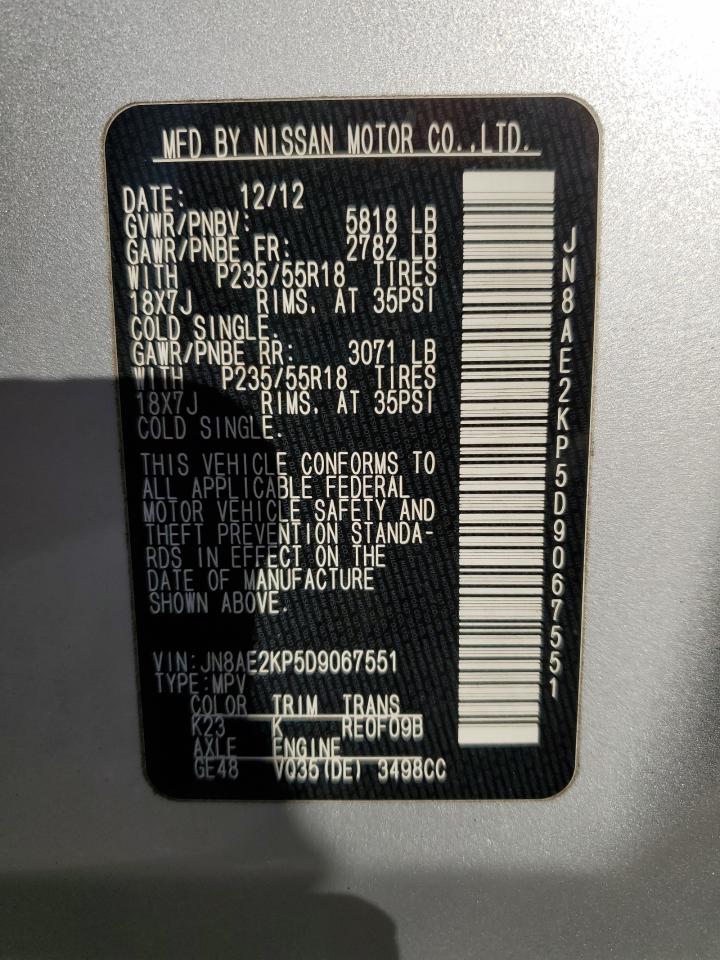 MFD BY NISSAN MOTOR CO.,LTD.
DATE: 12/12
GVWR/PNBV: 5818 LB
GAWR/PNBE FR: 2782 LB
WITH P235/55R18 TIRES
18X7J RIMS. AT 35PSI
COLD SINGLE.
GAWR/PNBE RR: 3071 LB
WITH P235/55R18 TIRES
18X7J RIMS. AT 35PSI
COLD SINGLE.
THIS VEHICLE CONFORMS TO
ALL APPLICABLE FEDERAL
MOTOR VEHICLE SAFETY AND
THEFT PREVENTION STANDA-
RDS IN EFFECT ON THE
DATE OF MANUFACTURE
SHOWN ABOVE.
VIN:JN8AE2KP5D9067551
TYPE:MPV
COLOR TRIM TRANS
K23 K RE0F09B
AXLE ENGINE
GE48 VQ35(DE) 3498CC
JN8AE2KP5D9067551